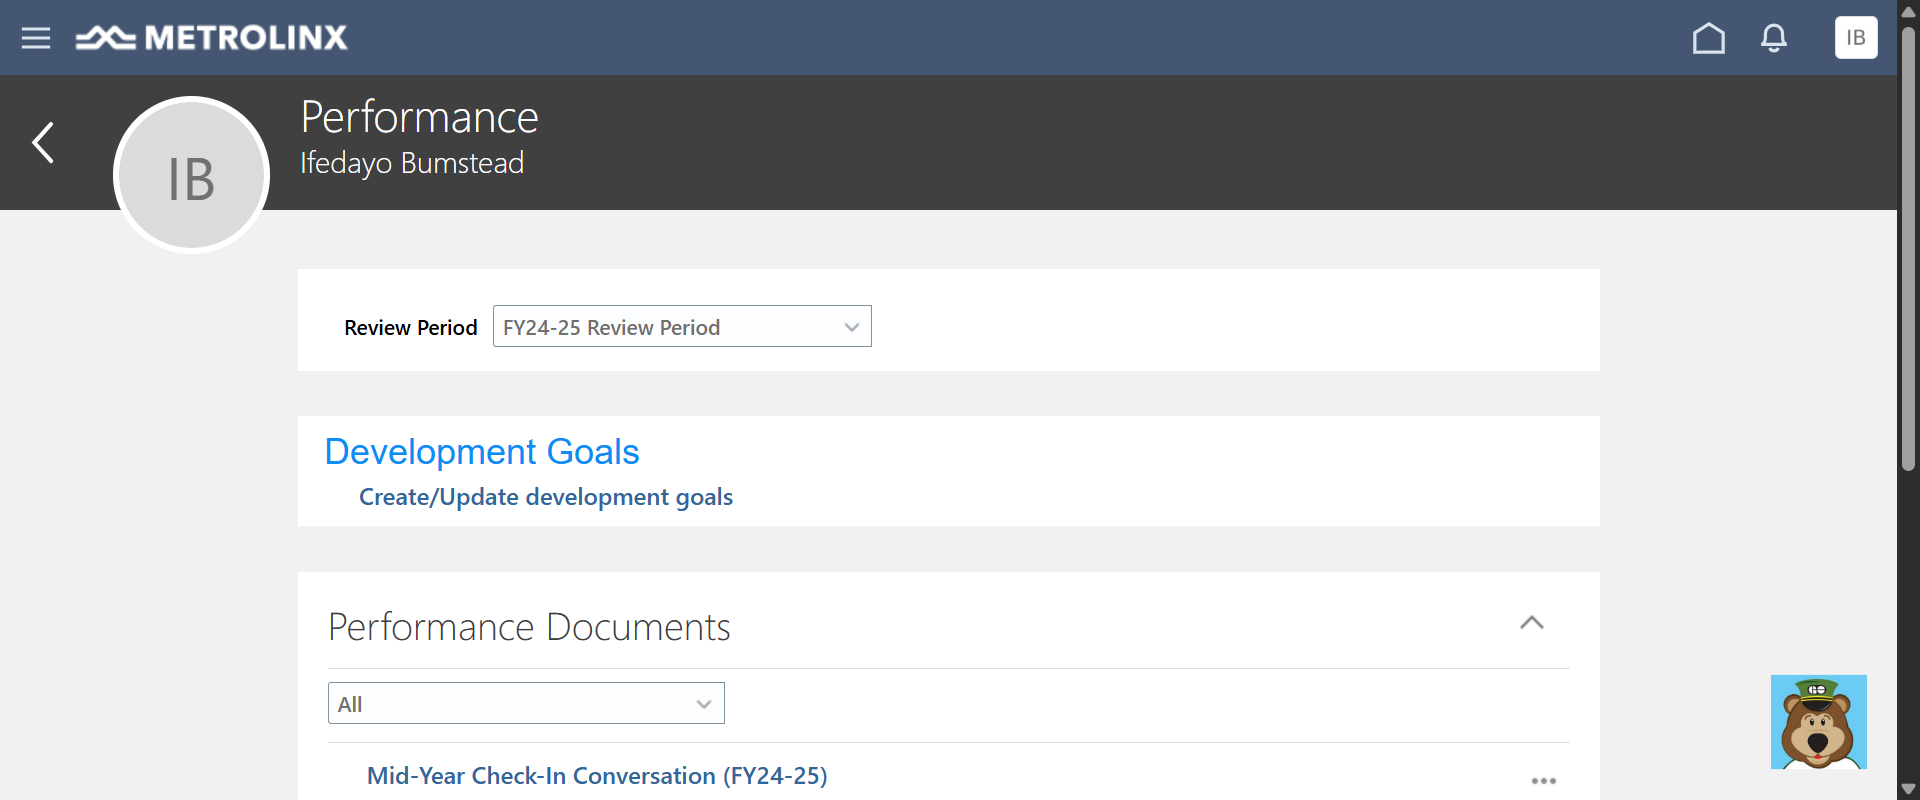 METROLINX
IB
IB
Performance
Ifedayo Bumstead
Review Period
FY24-25 Review Period
Development Goals
Create/Update development goals
Performance Documents
All
GO
Mid-Year Check-In Conversation (FY24-25)